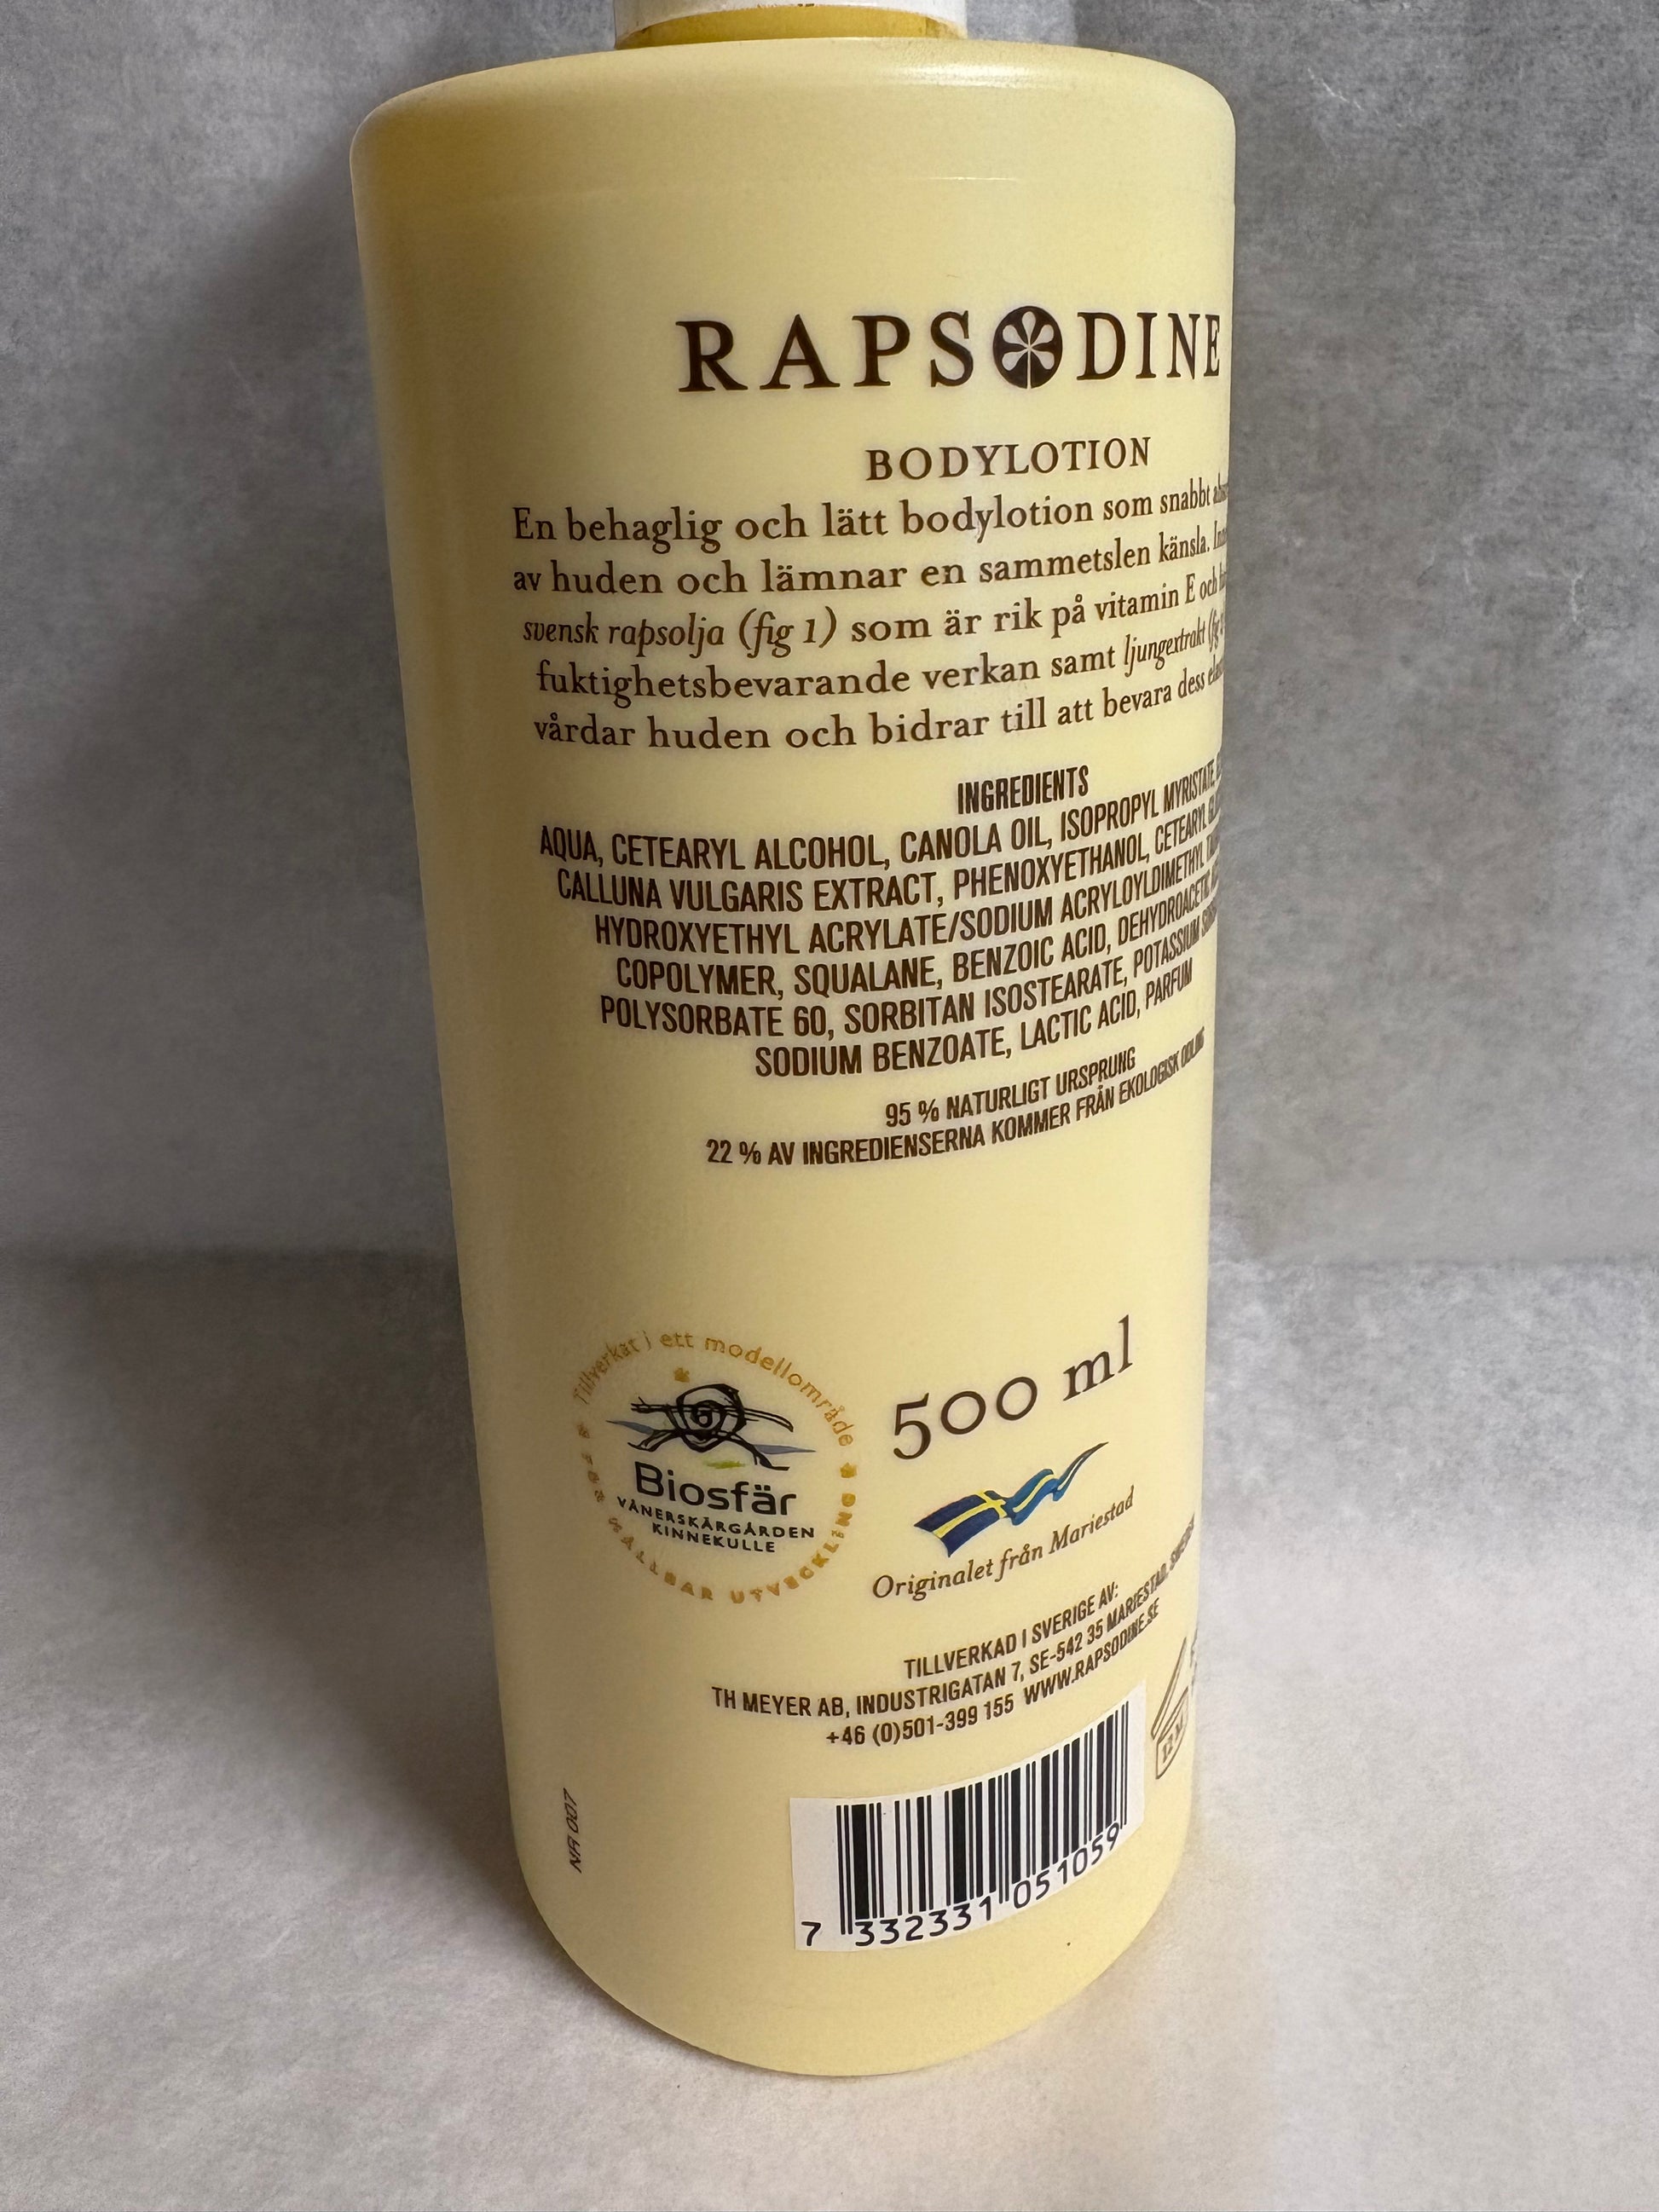 RAPSODINE
BODYLOTION
En behaglig och lätt bodylotion som snabbt
av huden och lämnar en sammetslen känsla.
svensk rapsolja (fig 1) som är rik på vitamin E och
fuktighetsbevarande verkan samt ljungextrakt
vårdar huden och bidrar till att bevara dess
INGREDIENTS
AQUA, CETEARYL ALCOHOL, CANOLA OIL, ISOPROPYL MYRISTATE,
CALLUNA VULGARIS EXTRACT, PHENOXYETHANOL, CETEARYL
HYDROXYETHYL ACRYLATE/SODIUM ACRYLOYLDIMETHYL
COPOLYMER, SQUALANE, BENZOIC ACID, DEHYDROACETIC
POLYSORBATE 60, SORBITAN ISOSTEARATE, POTASSIUM
SODIUM BENZOATE, LACTIC ACID, PARFUM
95 % NATURLIGT URSPRUNG
22 % AV INGREDIENSERNA KOMMER FRÅN EKOLOGISK ODLING
Tillverkat i ett modellområde
FÖR HÅLLBAR UTVECKLING
Biosfär
VÄNERSKÄRGÅRDEN
KINNEKULLE
500 ml
Originalet från Mariestad
TILLVERKAD I SVERIGE AV:
TH MEYER AB, INDUSTRIGATAN 7, SE-542 35 MARIESTAD, SWEDEN
+46 (0)501-399 155 WWW.RAPSODINE.SE
12 M
NR 007
7 332331 051059